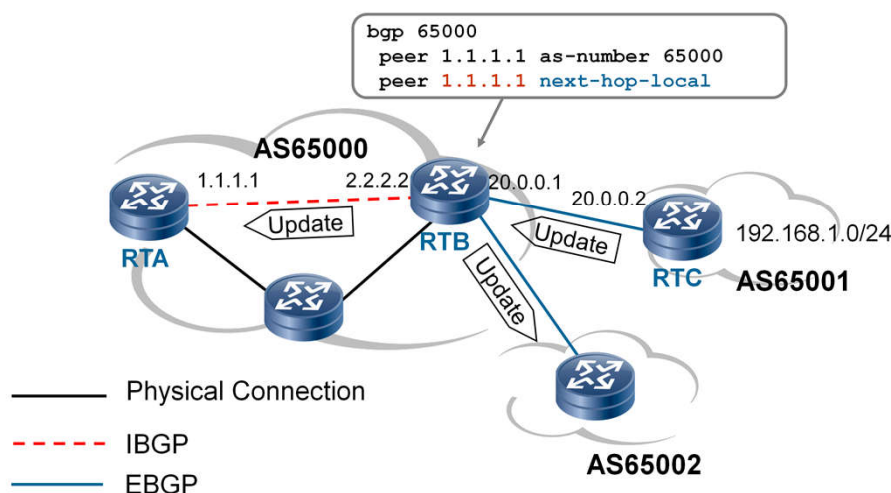 bgp 65000
peer 1.1.1.1 as-number 65000
peer 1.1.1.1 next-hop-local
AS65000
1.1.1.1
2.2.2.2
20.0.0.1
20.0.0.2
Update
Update
192.168.1.0/24
RTA
RTB
RTC
AS65001
Update
Physical Connection
IBGP
AS65002
EBGP